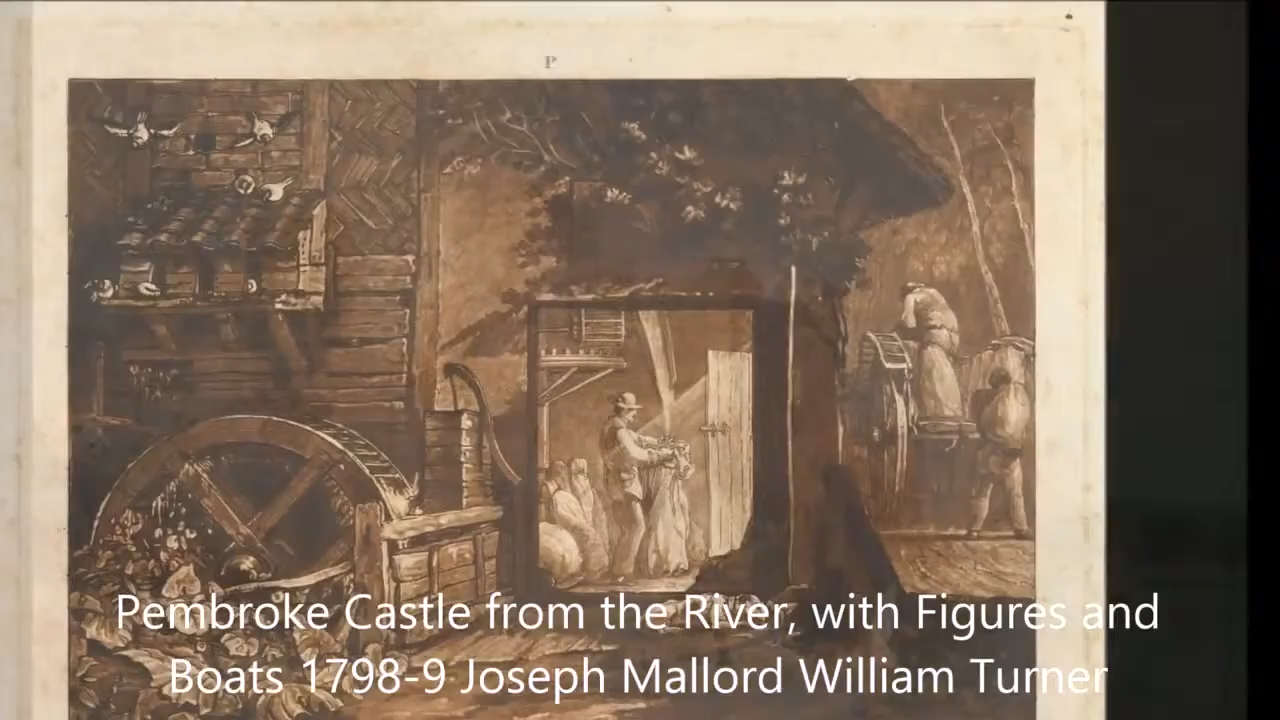 P
Pembroke Castle from the River, with Figures and
Boats 1798-9 Joseph Mallord William Turner